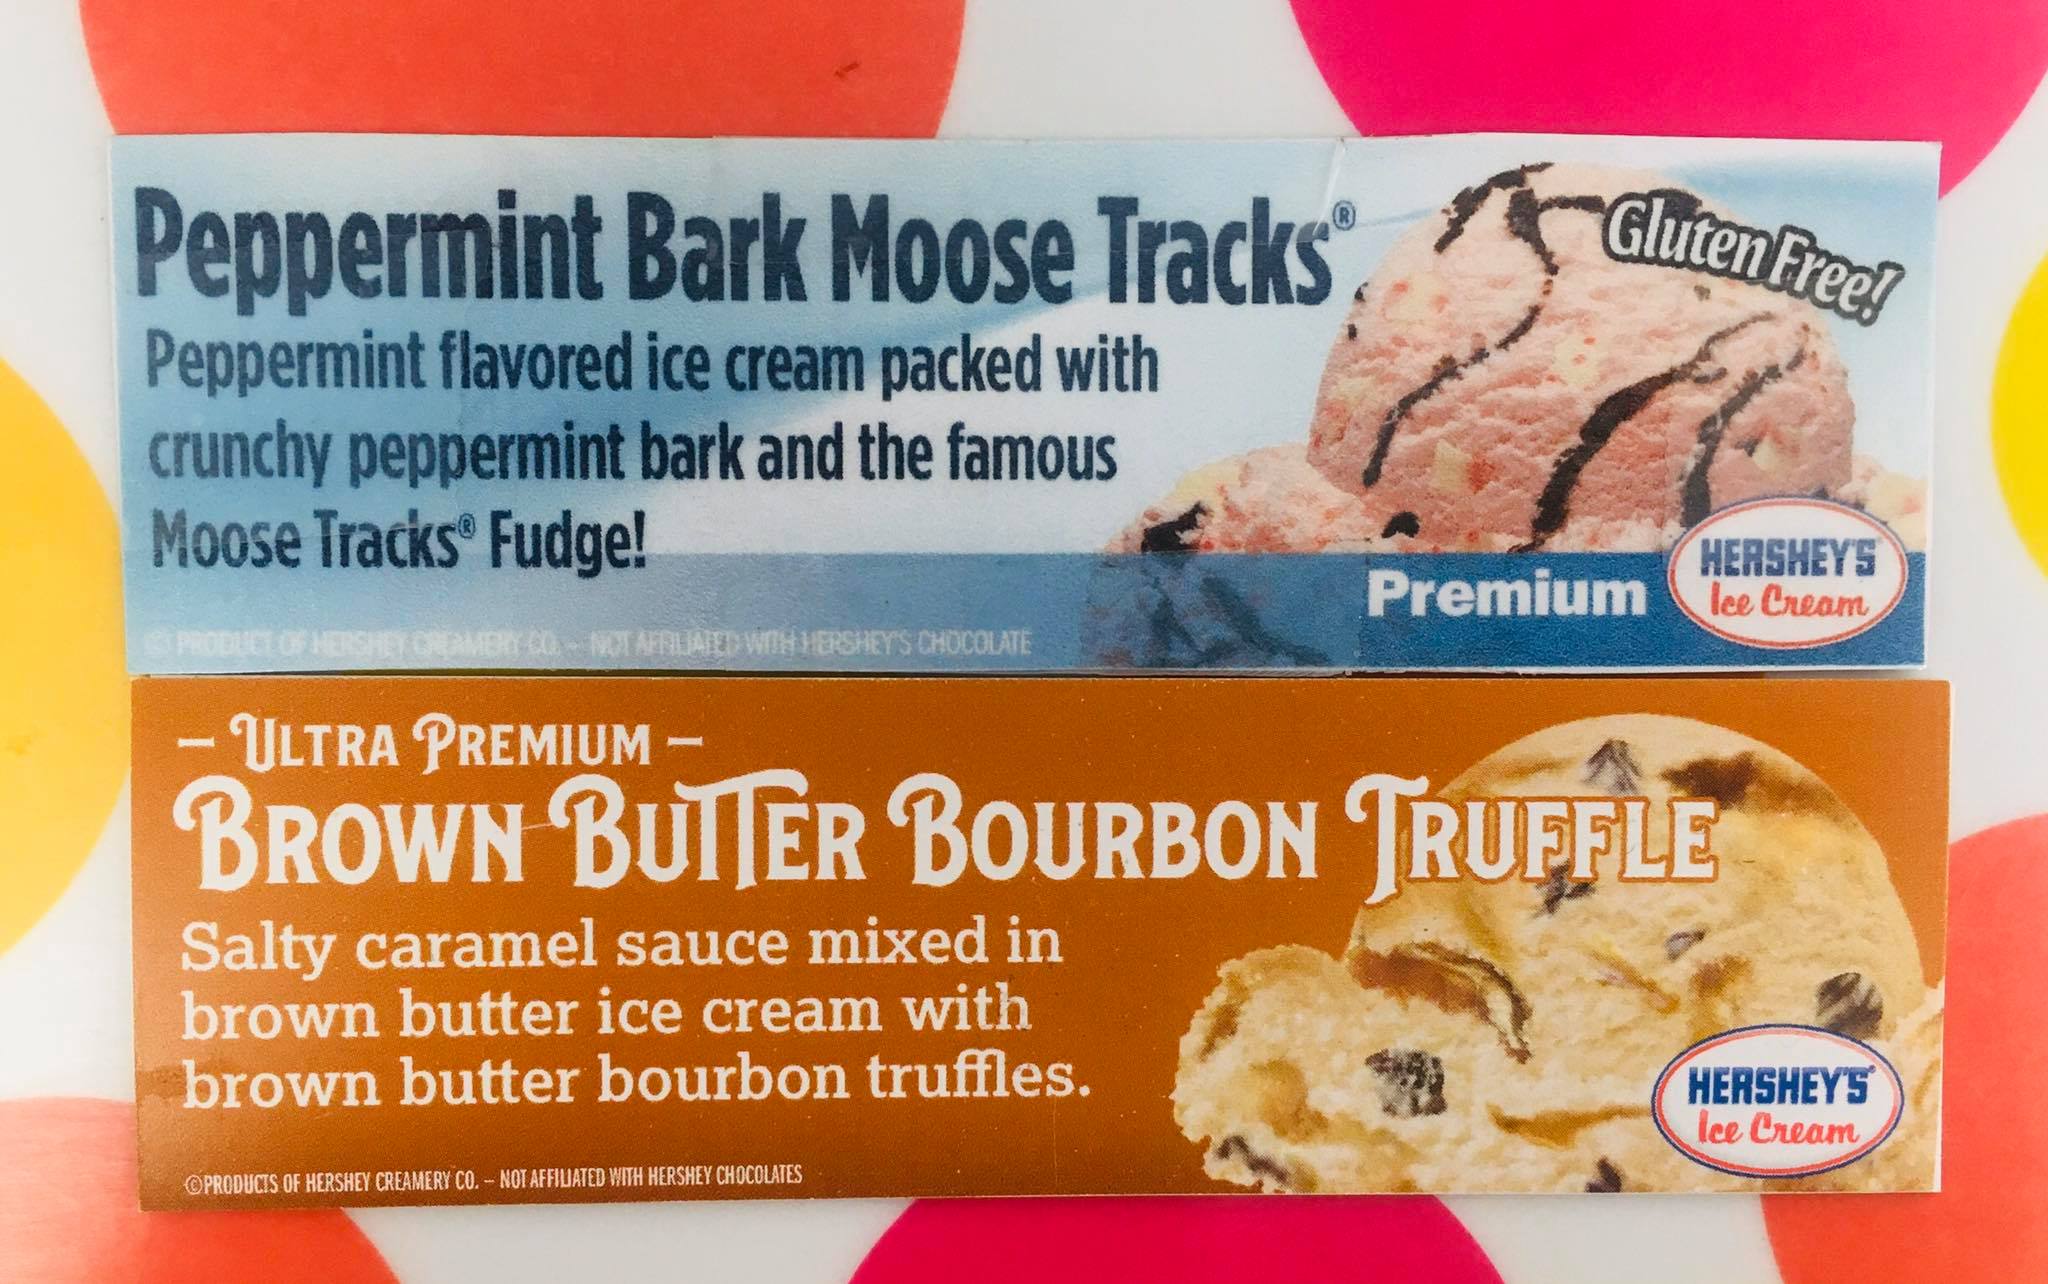 Peppermint Bark Moose Tracks®
Gluten Free!
Peppermint flavored ice cream packed with
crunchy peppermint bark and the famous
Moose Tracks® Fudge!
Premium
HERSHEY'S
Ice Cream
© PRODUCT OF HERSHEY CREAMERY CO. - NOT AFFILIATED WITH HERSHEY'S CHOCOLATE
– ULTRA PREMIUM –
BROWN BUTTER BOURBON TRUFFLE
Salty caramel sauce mixed in
brown butter ice cream with
brown butter bourbon truffles.
HERSHEY'S®
Ice Cream
©PRODUCTS OF HERSHEY CREAMERY CO. – NOT AFFILIATED WITH HERSHEY CHOCOLATES